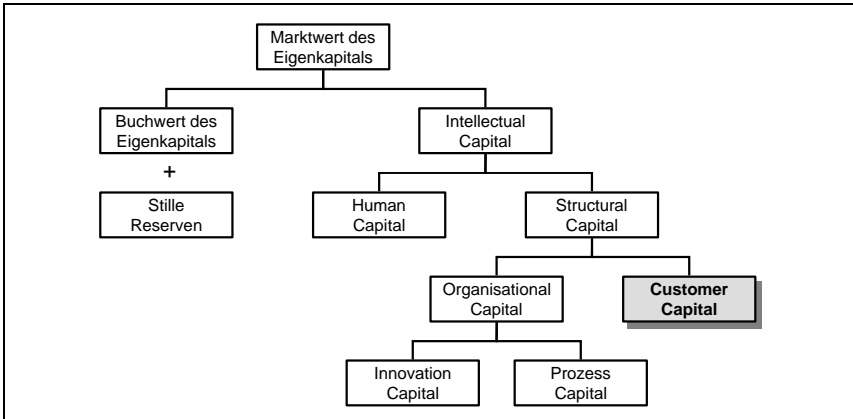 Marktwert des
Eigenkapitals
Buchwert des
Eigenkapitals
+
Stille
Reserven
Intellectual
Capital
Human
Capital
Structural
Capital
Organisational
Capital
Customer
Capital
Innovation
Capital
Prozess
Capital